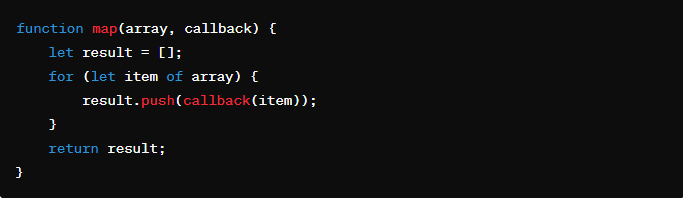 function map(array, callback) {
    let result = [];
    for (let item of array) {
        result.push(callback(item));
    }
    return result;
}